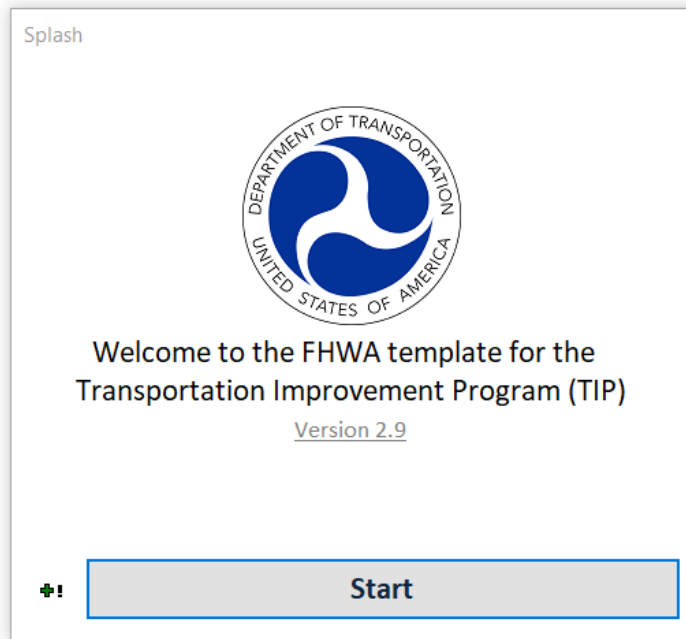 Splash
DEPARTMENT OF TRANSPORTATION
UNITED STATES OF AMERICA
Welcome to the FHWA template for the
Transportation Improvement Program (TIP)
Version 2.9
!
Start